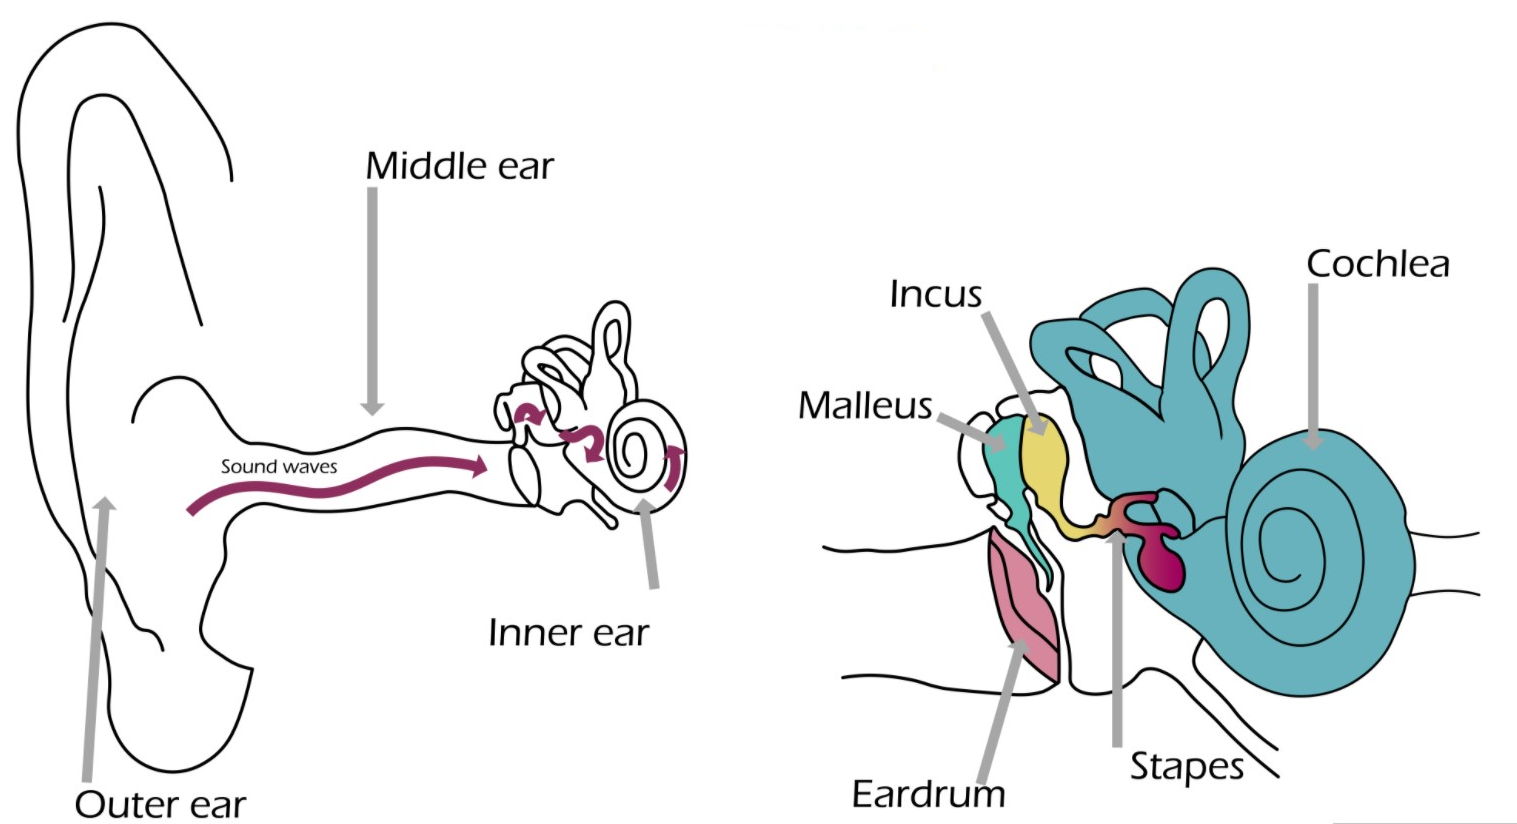 Middle ear
Sound waves
Inner ear
Outer ear
Cochlea
Incus
Malleus
Stapes
Eardrum